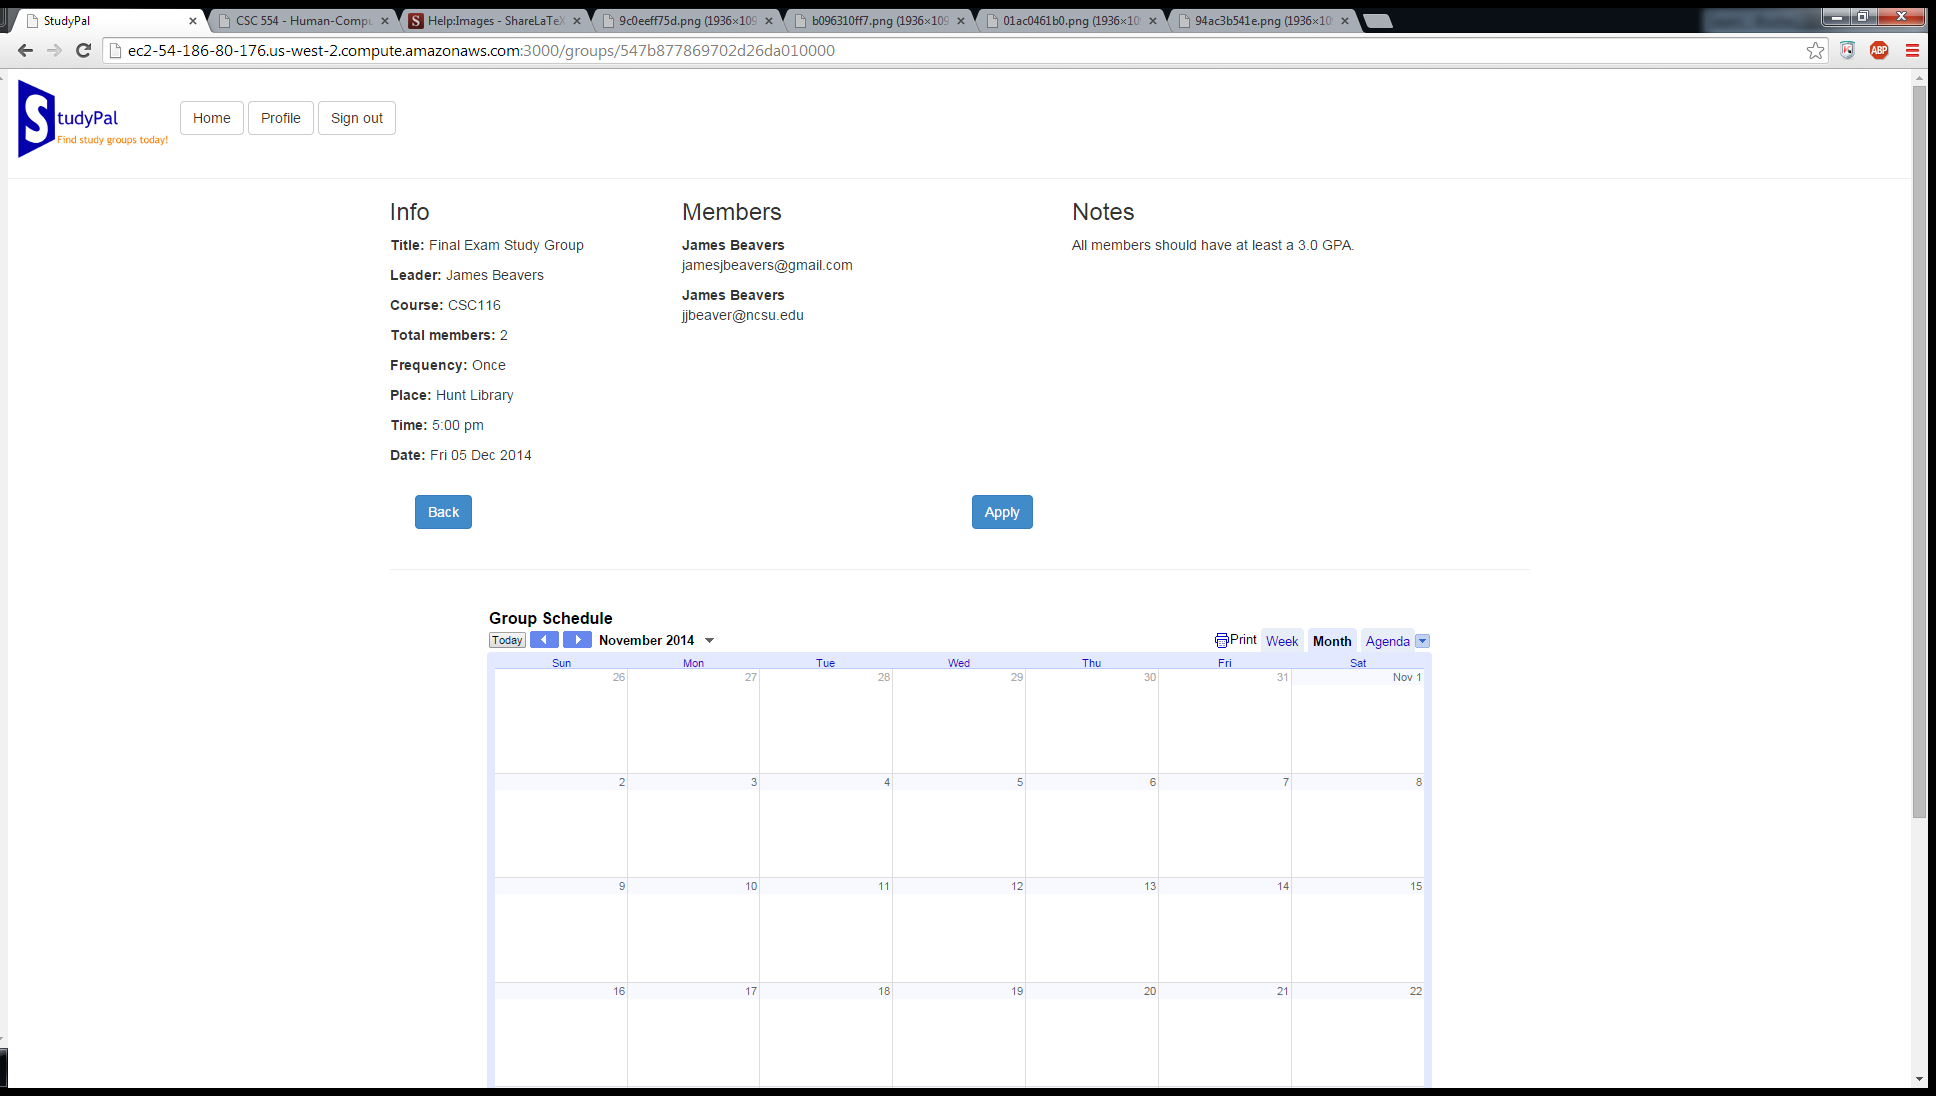 StudyPal
CSC 554 - Human-Compu
Help:Images - ShareLaTeX
9c0eeff75d.png (1936×109
b096310ff7.png (1936×109
01ac0461b0.png (1936×10
94ac3b541e.png (1936×10
ec2-54-186-80-176.us-west-2.compute.amazonaws.com:3000/groups/547b877869702d26da010000
ABP
StudyPal
Find study groups today!
Home Profile Sign out
Info
Title: Final Exam Study Group
Leader: James Beavers
Course: CSC116
Total members: 2
Frequency: Once
Place: Hunt Library
Time: 5:00 pm
Date: Fri 05 Dec 2014
Members
James Beavers
jamesjbeavers@gmail.com
James Beavers
jjbeaver@ncsu.edu
Notes
All members should have at least a 3.0 GPA.
Back Apply
Group Schedule
Today November 2014 Print Week Month Agenda
Sun Mon Tue Wed Thu Fri Sat
26 27 28 29 30 31 Nov 1
2 3 4 5 6 7 8
9 10 11 12 13 14 15
16 17 18 19 20 21 22